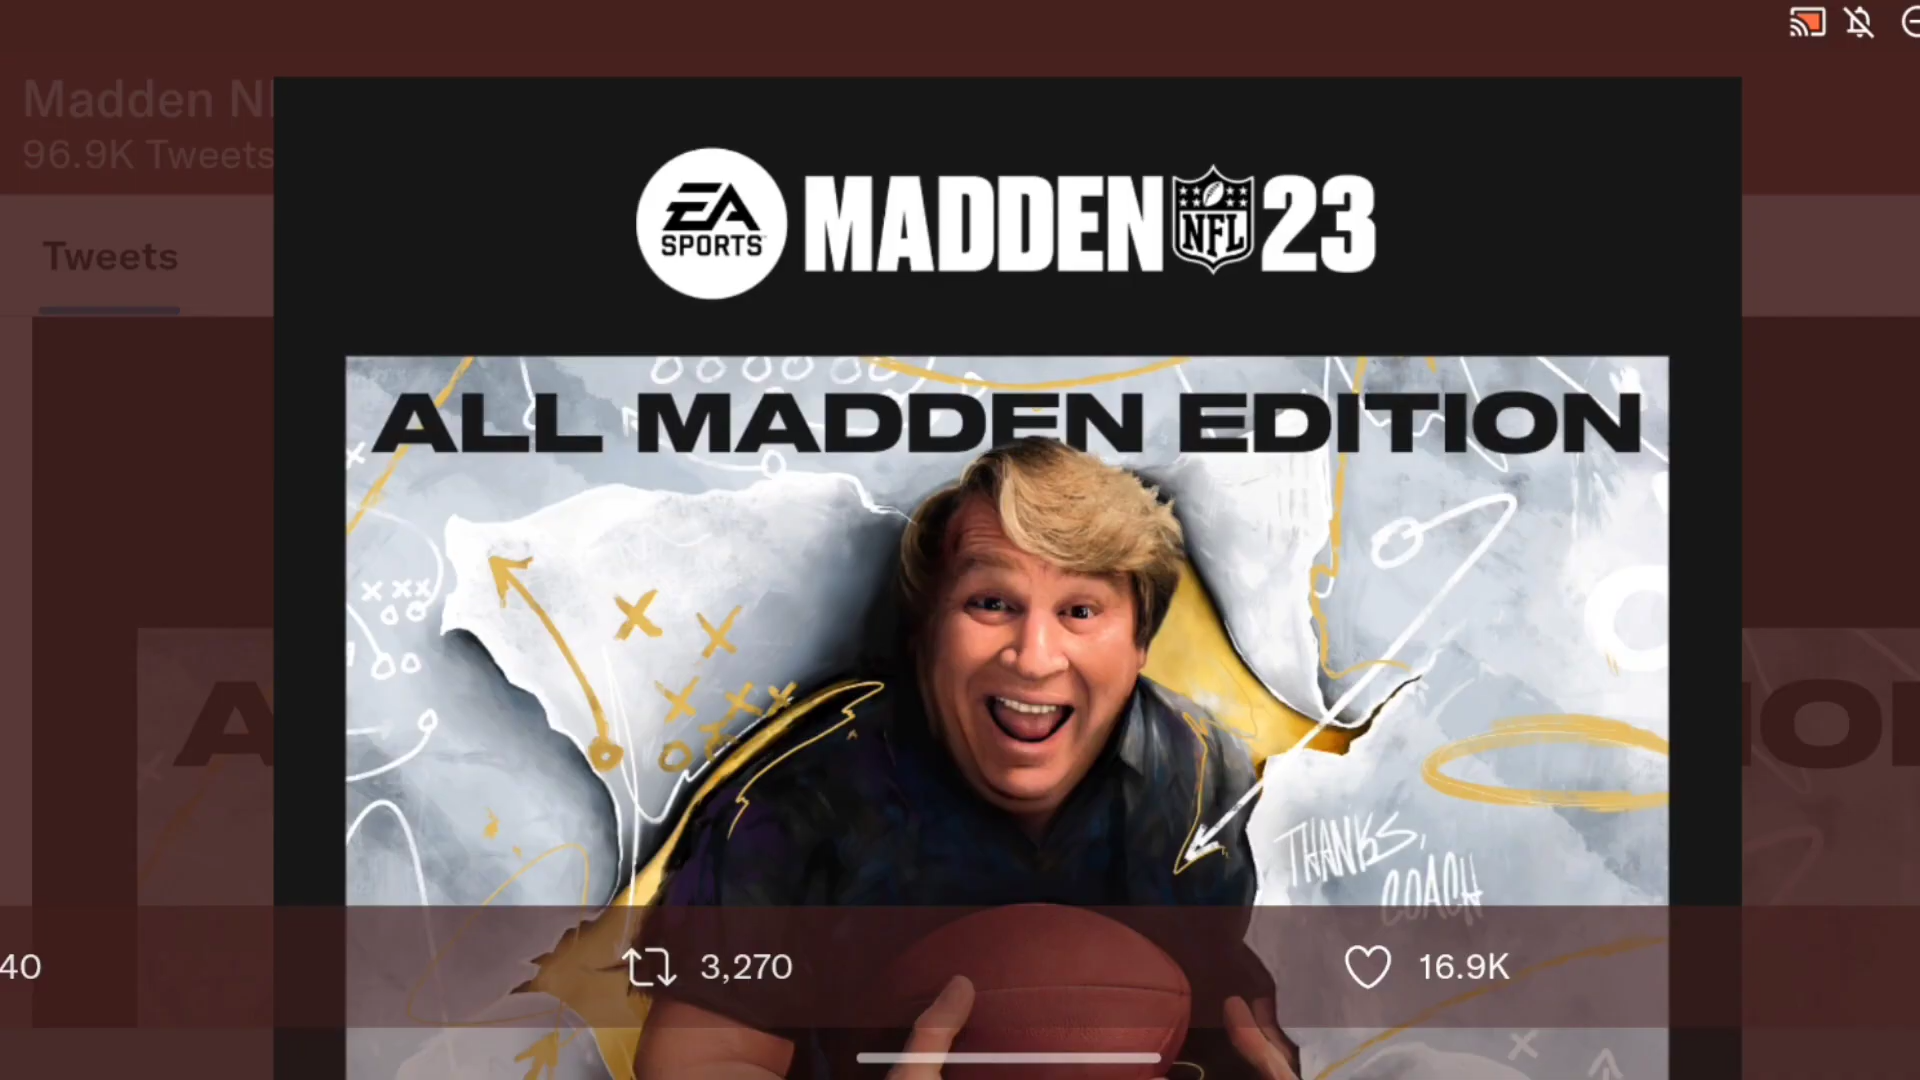 Madden N
96.9K Tweets
EA
SPORTS
MADDEN NFL 23
Tweets
ALL MADDEN EDITION
THANKS,
COACH
40
3,270
16.9K